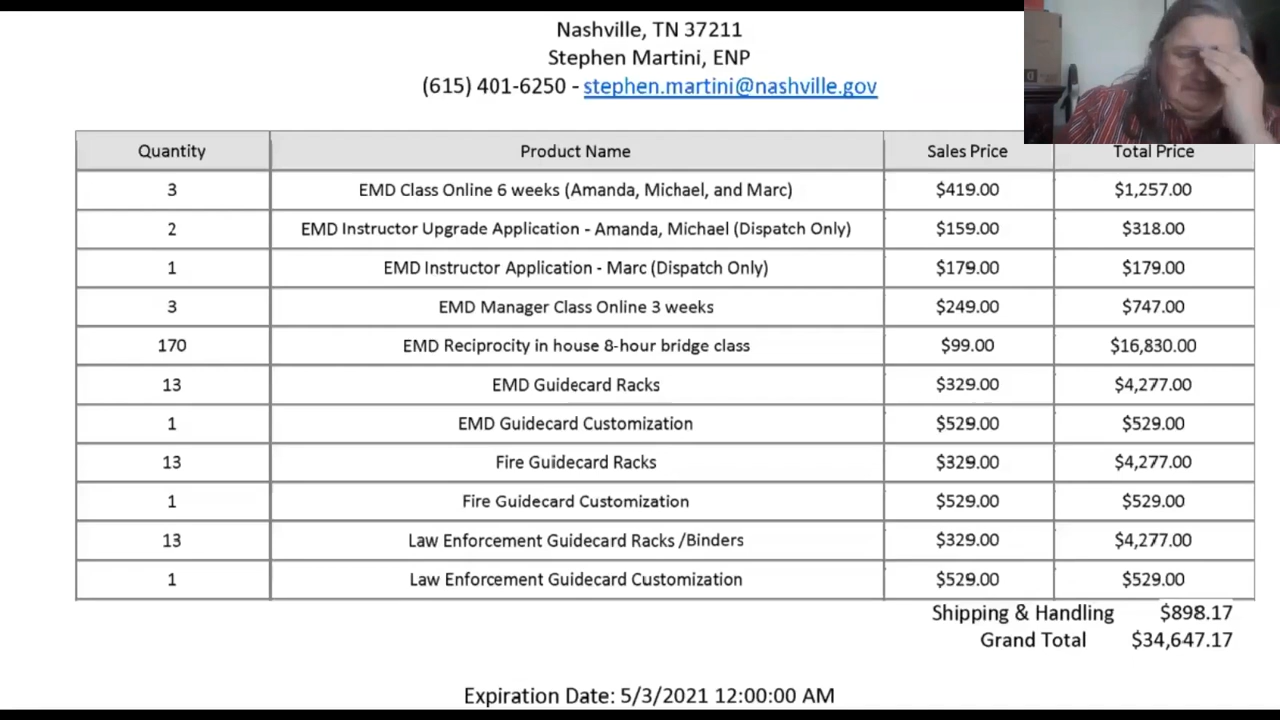 Nashville, TN 37211
Stephen Martini, ENP
(615) 401-6250 - stephen.martini@nashville.gov
Quantity Product Name Sales Price Total Price
3 EMD Class Online 6 weeks (Amanda, Michael, and Marc) $419.00 $1,257.00
2 EMD Instructor Upgrade Application - Amanda, Michael (Dispatch Only) $159.00 $318.00
1 EMD Instructor Application - Marc (Dispatch Only) $179.00 $179.00
3 EMD Manager Class Online 3 weeks $249.00 $747.00
170 EMD Reciprocity in house 8-hour bridge class $99.00 $16,830.00
13 EMD Guidecard Racks $329.00 $4,277.00
1 EMD Guidecard Customization $529.00 $529.00
13 Fire Guidecard Racks $329.00 $4,277.00
1 Fire Guidecard Customization $529.00 $529.00
13 Law Enforcement Guidecard Racks /Binders $329.00 $4,277.00
1 Law Enforcement Guidecard Customization $529.00 $529.00
Shipping & Handling $898.17
Grand Total $34,647.17
Expiration Date: 5/3/2021 12:00:00 AM